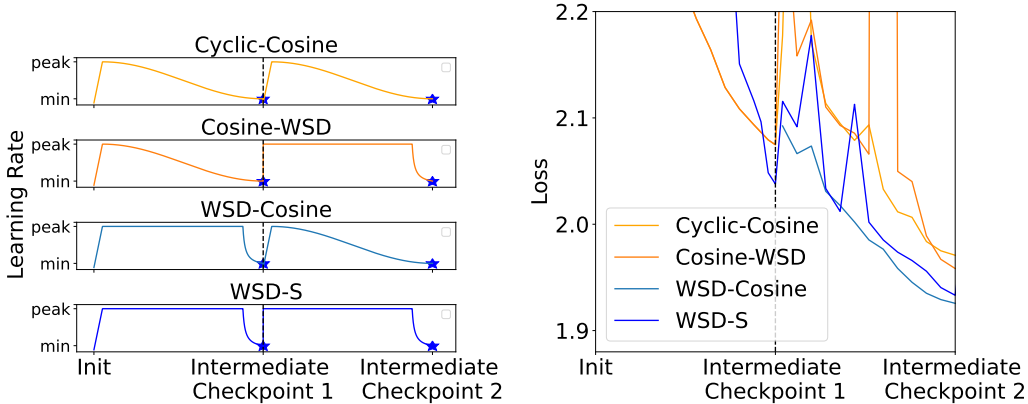 Learning Rate
Cyclic-Cosine
peak
min
Cosine-WSD
peak
min
WSD-Cosine
peak
min
WSD-S
peak
min
Init
Intermediate
Checkpoint 1
Intermediate
Checkpoint 2
Loss
2.2
2.1
2.0
1.9
Cyclic-Cosine
Cosine-WSD
WSD-Cosine
WSD-S
Init
Intermediate
Checkpoint 1
Intermediate
Checkpoint 2